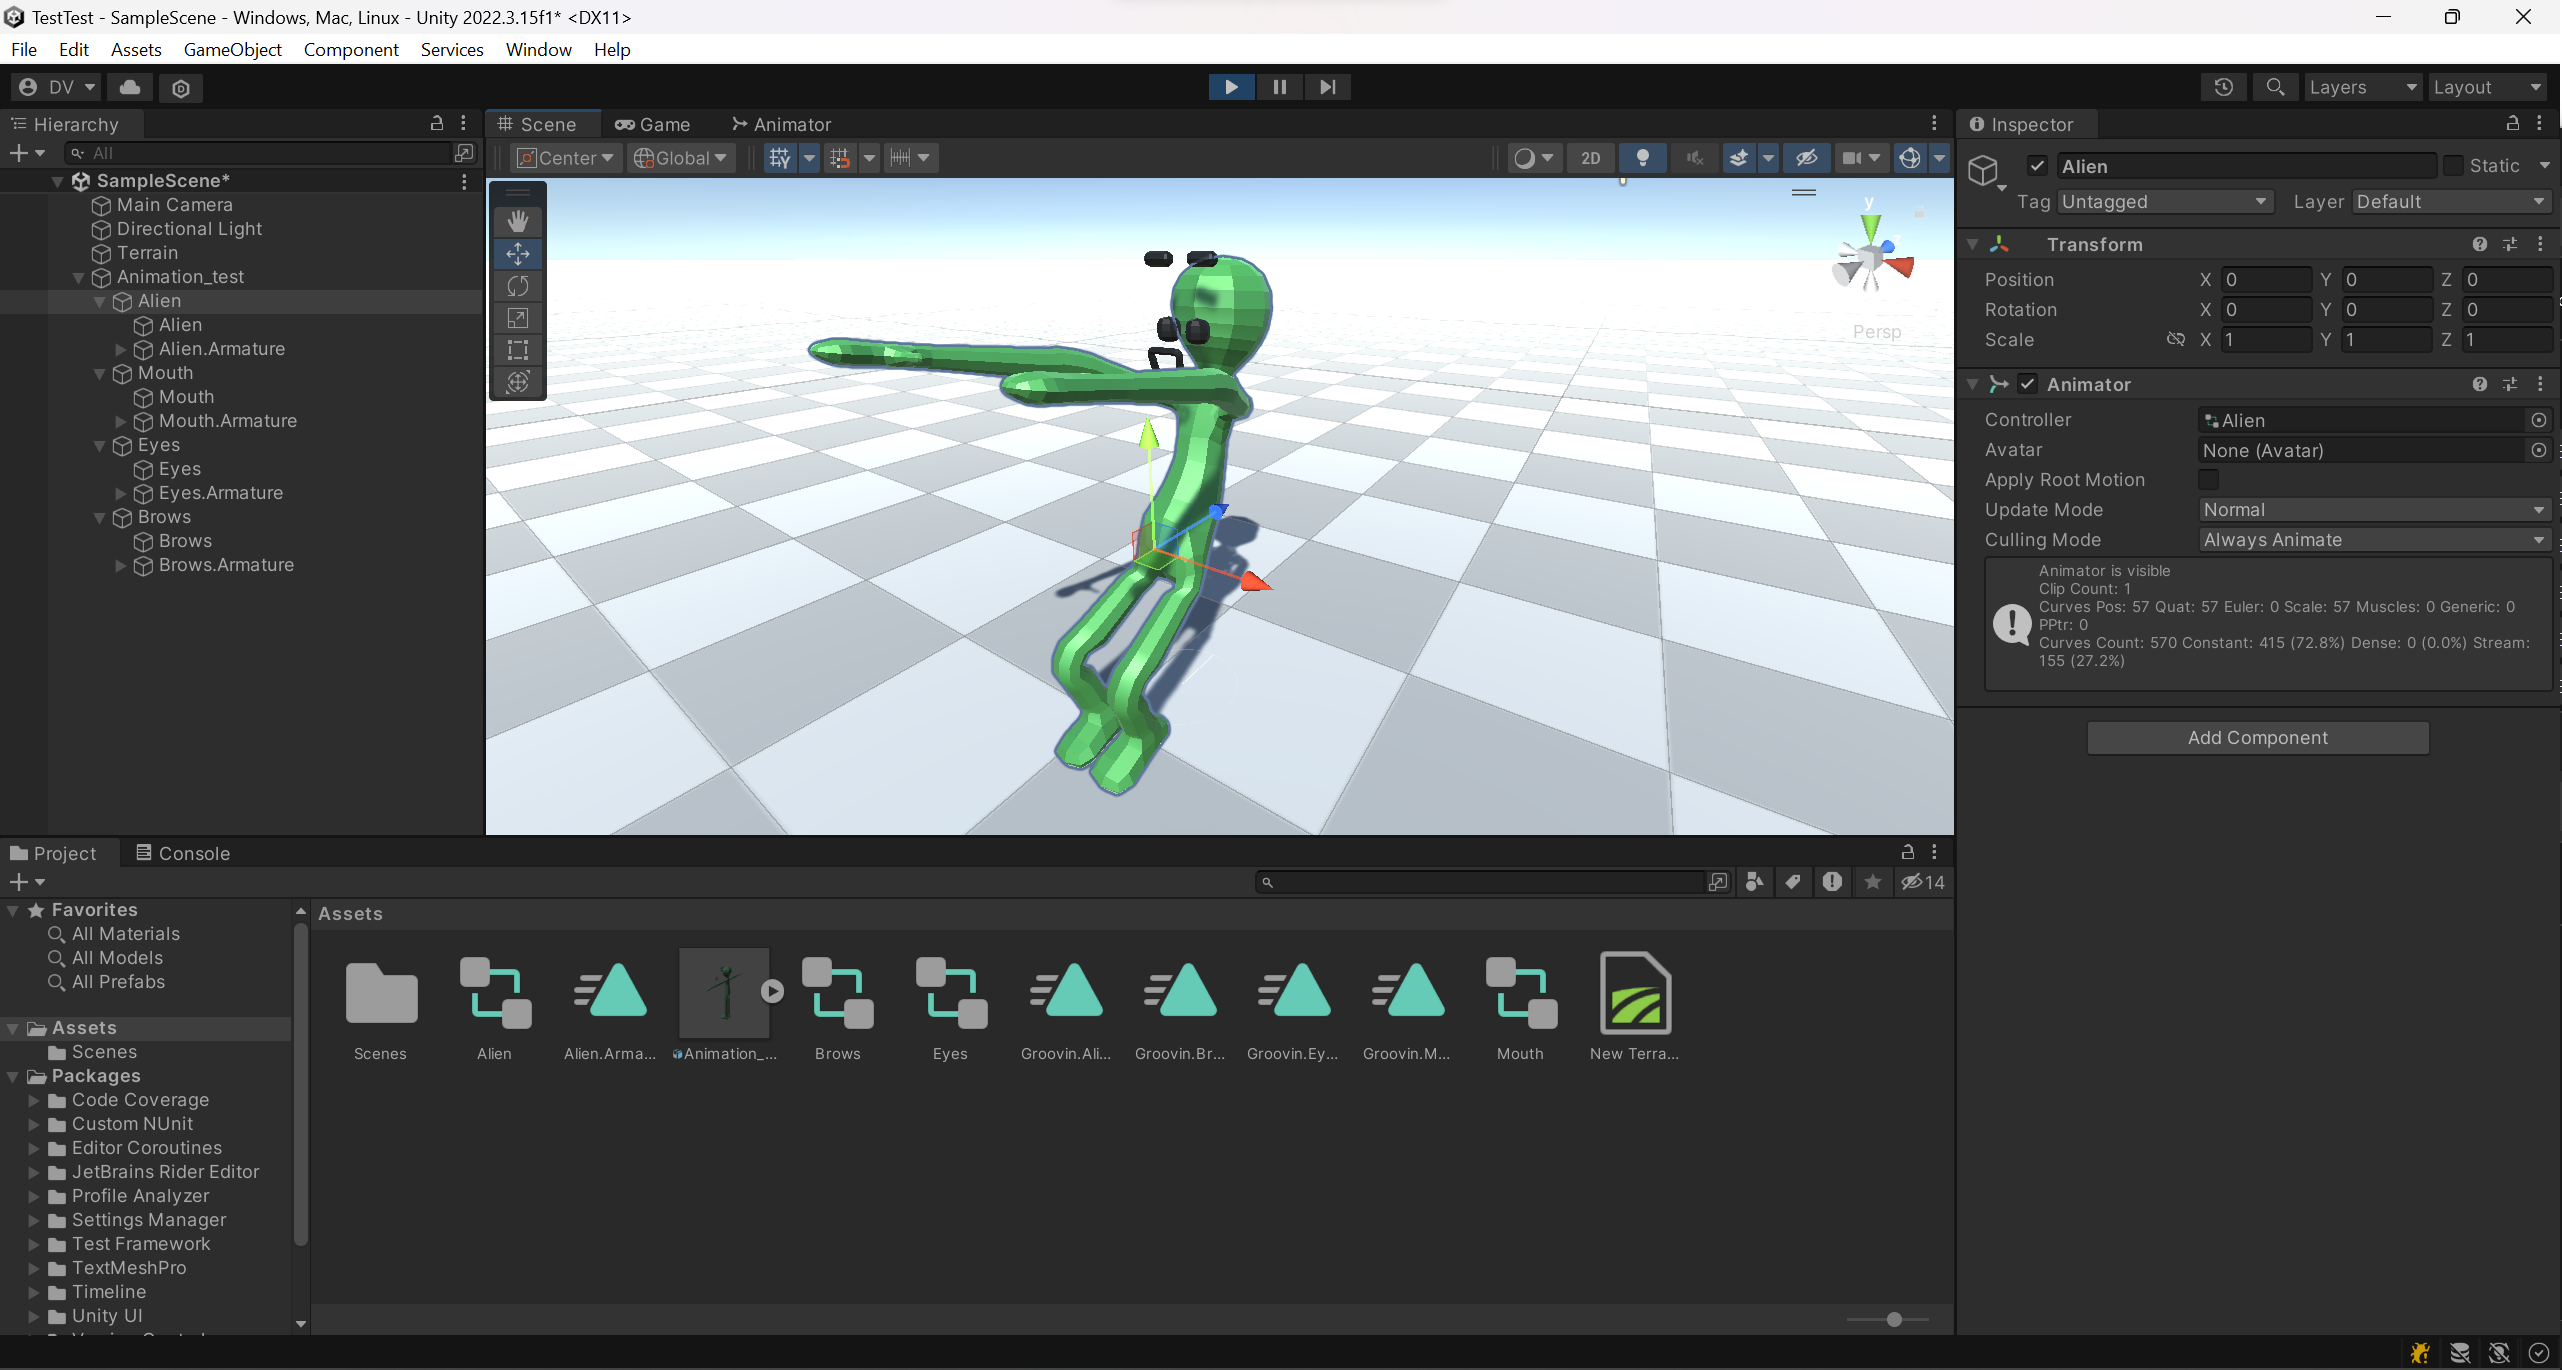 TestTest - SampleScene - Windows, Mac, Linux - Unity 2022.3.15f1* <DX11>
File Edit Assets GameObject Component Services Window Help
DV Layers Layout
Hierarchy
All
SampleScene*
Main Camera
Directional Light
Terrain
Animation_test
Alien
Alien
Alien.Armature
Mouth
Mouth
Mouth.Armature
Eyes
Eyes
Eyes.Armature
Brows
Brows
Brows.Armature
Scene Game Animator
Center Global 2D
y
Persp
Inspector
Alien Static
Tag Untagged Layer Default
Transform
Position X 0 Y 0 Z 0
Rotation X 0 Y 0 Z 0
Scale X 1 Y 1 Z 1
Animator
Controller Alien
Avatar None (Avatar)
Apply Root Motion
Update Mode Normal
Culling Mode Always Animate
Animator is visible
Clip Count: 1
Curves Pos: 57 Quat: 57 Euler: 0 Scale: 57 Muscles: 0 Generic: 0
PPtr: 0
Curves Count: 570 Constant: 415 (72.8%) Dense: 0 (0.0%) Stream:
155 (27.2%)
Add Component
Project Console
14
Favorites
All Materials
All Models
All Prefabs
Assets
Scenes
Packages
Code Coverage
Custom NUnit
Editor Coroutines
JetBrains Rider Editor
Profile Analyzer
Settings Manager
Test Framework
TextMeshPro
Timeline
Unity UI
Assets
Scenes Alien Alien.Arma... Animation_... Brows Eyes Groovin.Ali... Groovin.Br... Groovin.Ey... Groovin.M... Mouth New Terra...